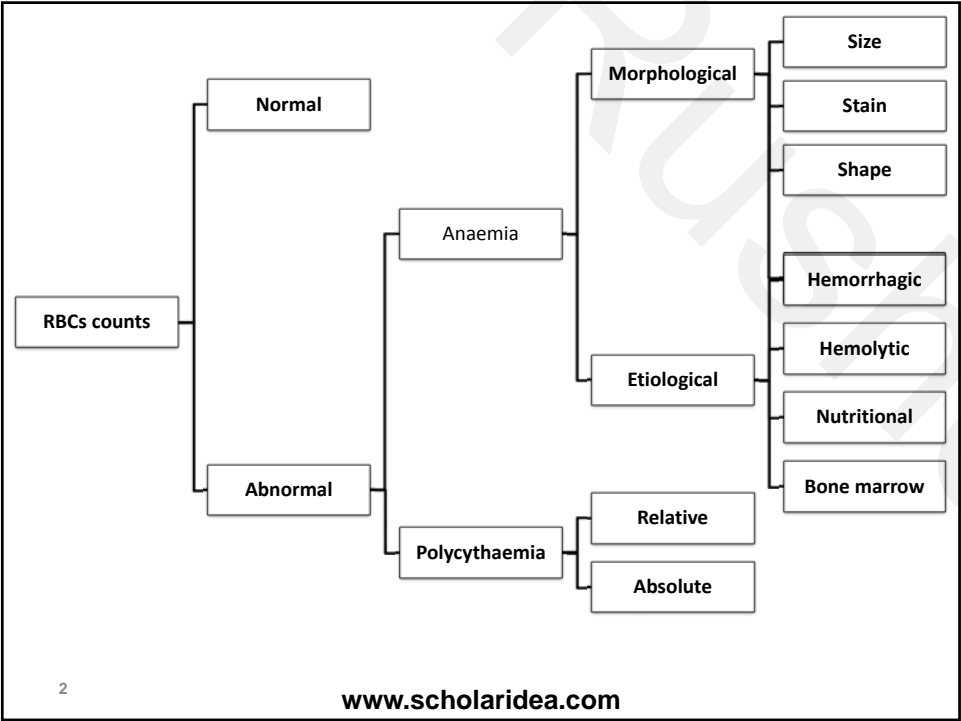 RBCs counts
Normal
Abnormal
Anaemia
Polycythaemia
Morphological
Etiological
Relative
Absolute
Size
Stain
Shape
Hemorrhagic
Hemolytic
Nutritional
Bone marrow
2
www.scholaridea.com